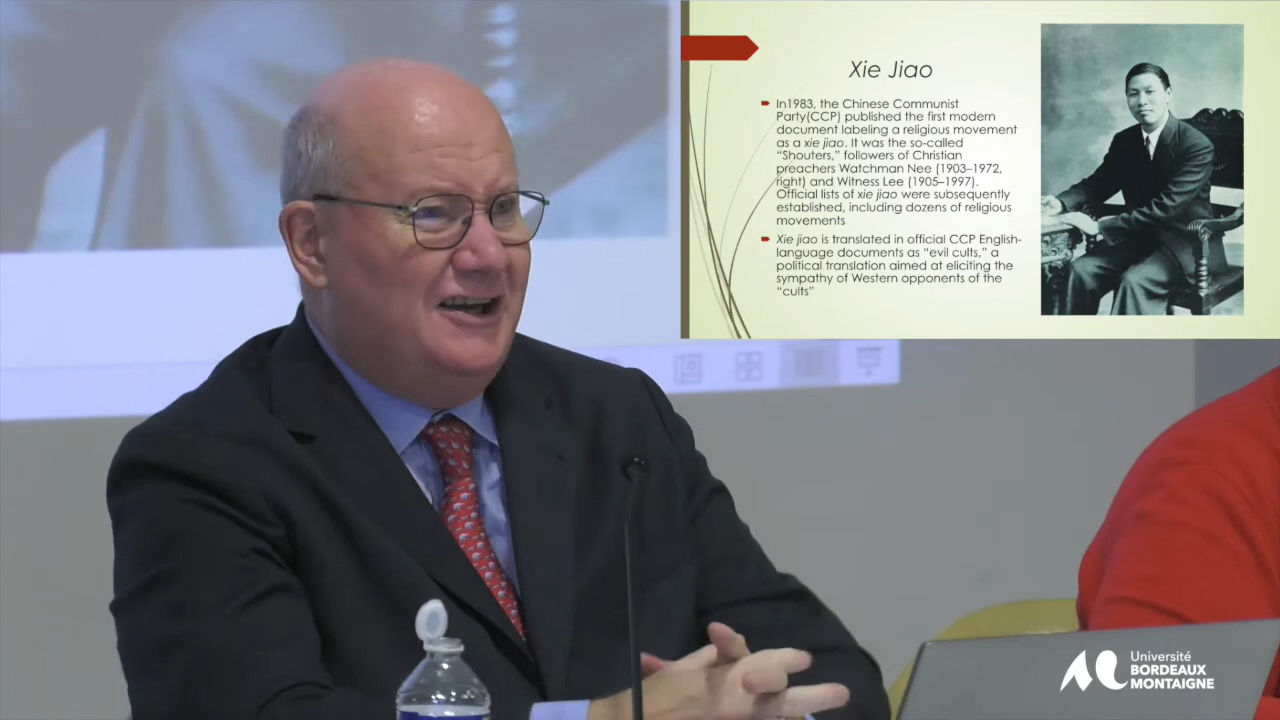 Xie Jiao
In1983, the Chinese Communist
Party(CCP) published the first modern
document labeling a religious movement
as a xie jiao. It was the so-called
“Shouters,” followers of Christian
preachers Watchman Nee (1903–1972,
right) and Witness Lee (1905–1997).
Official lists of xie jiao were subsequently
established, including dozens of religious
movements
Xie jiao is translated in official CCP English-
language documents as “evil cults,” a
political translation aimed at eliciting the
sympathy of Western opponents of the
“cults”
Université
BORDEAUX
MONTAIGNE